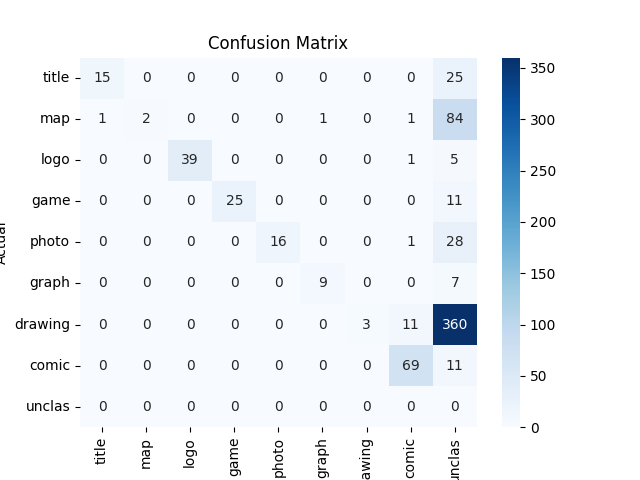 Confusion Matrix
title 15 0 0 0 0 0 0 0 25
map 1 2 0 0 0 1 0 1 84
logo 0 0 39 0 0 0 0 1 5
game 0 0 0 25 0 0 0 0 11
photo 0 0 0 0 16 0 0 1 28
graph 0 0 0 0 0 9 0 0 7
drawing 0 0 0 0 0 0 3 11 360
comic 0 0 0 0 0 0 0 69 11
unclas 0 0 0 0 0 0 0 0 0
title map logo game photo graph awing comic nclas
Actual
350
300
250
200
150
100
50
0